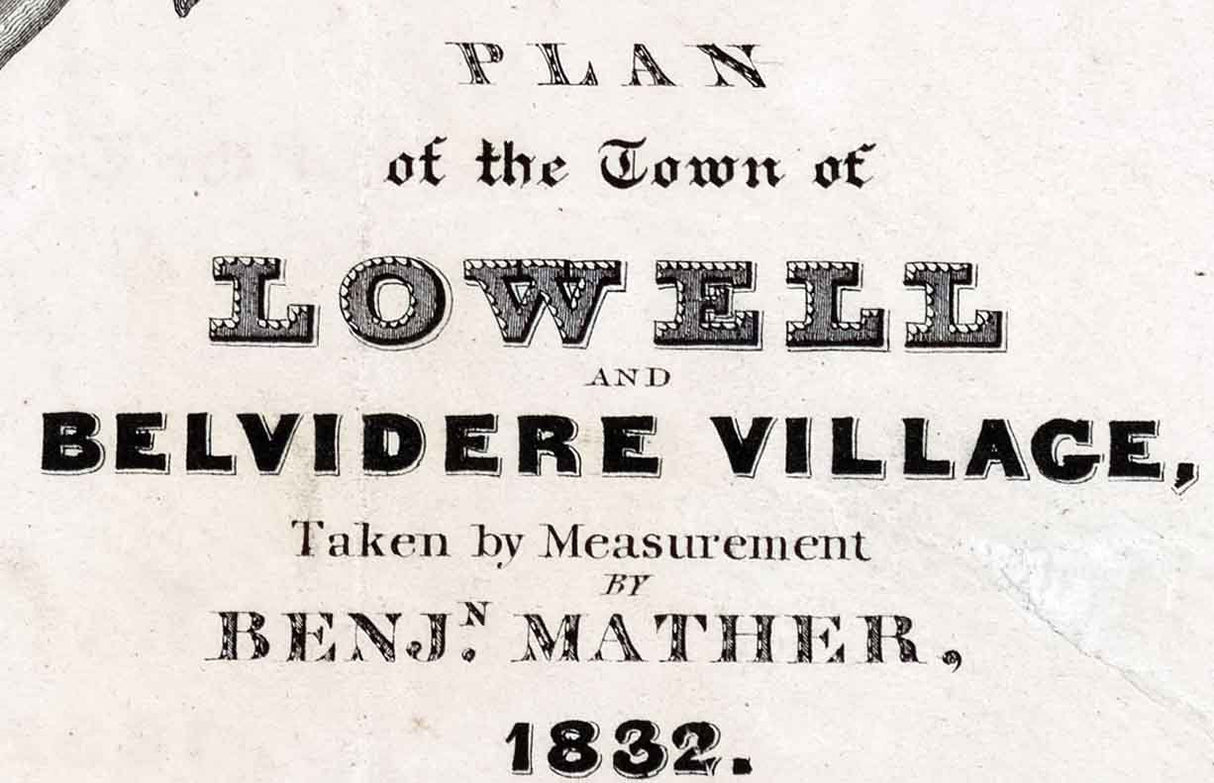 PLAN
of the Town of
LOWELL
AND
BELVIDERE VILLAGE,
Taken by Measurement
BY
BENJ.ᴺ MATHER,
1832.